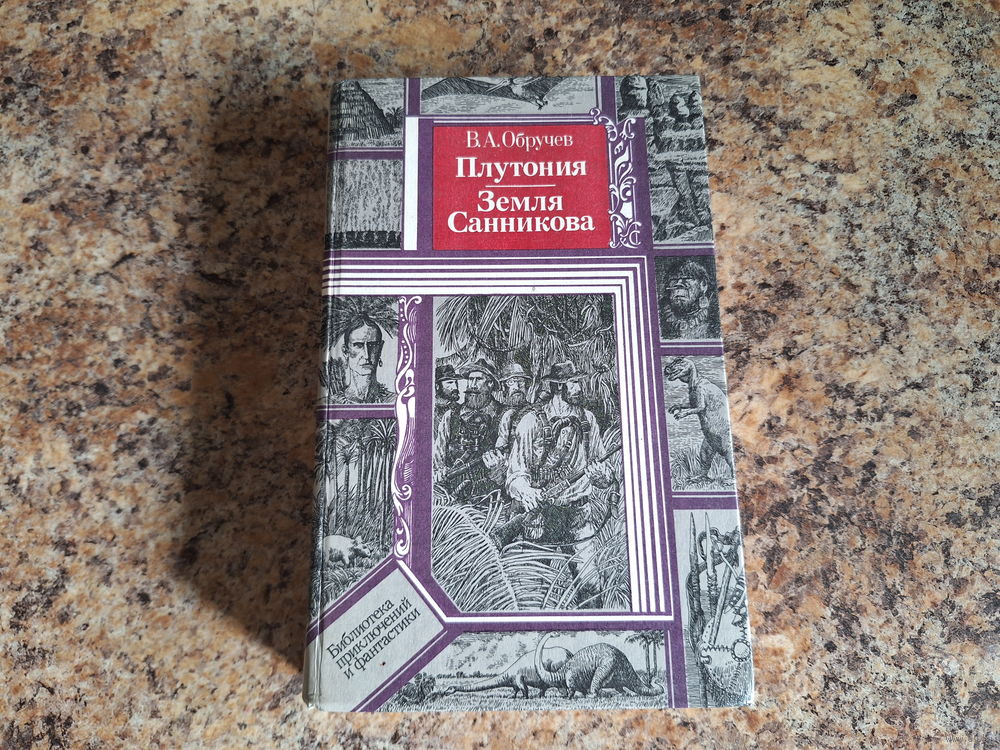 В.А.Обручев
Плутония
Земля
Санникова
Библиотека
приключений
и фантастики